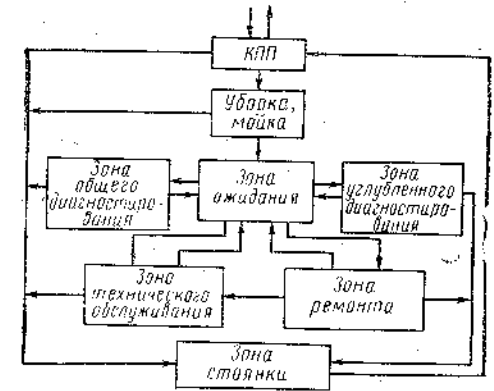 КПП
Уборка,
мойка
Зона
общего
диагностиро-
вания
Зона
ожидания
Зона
углубленного
диагностиро-
вания
Зона
технического
обслуживания
Зона
ремонта
Зона
стоянки